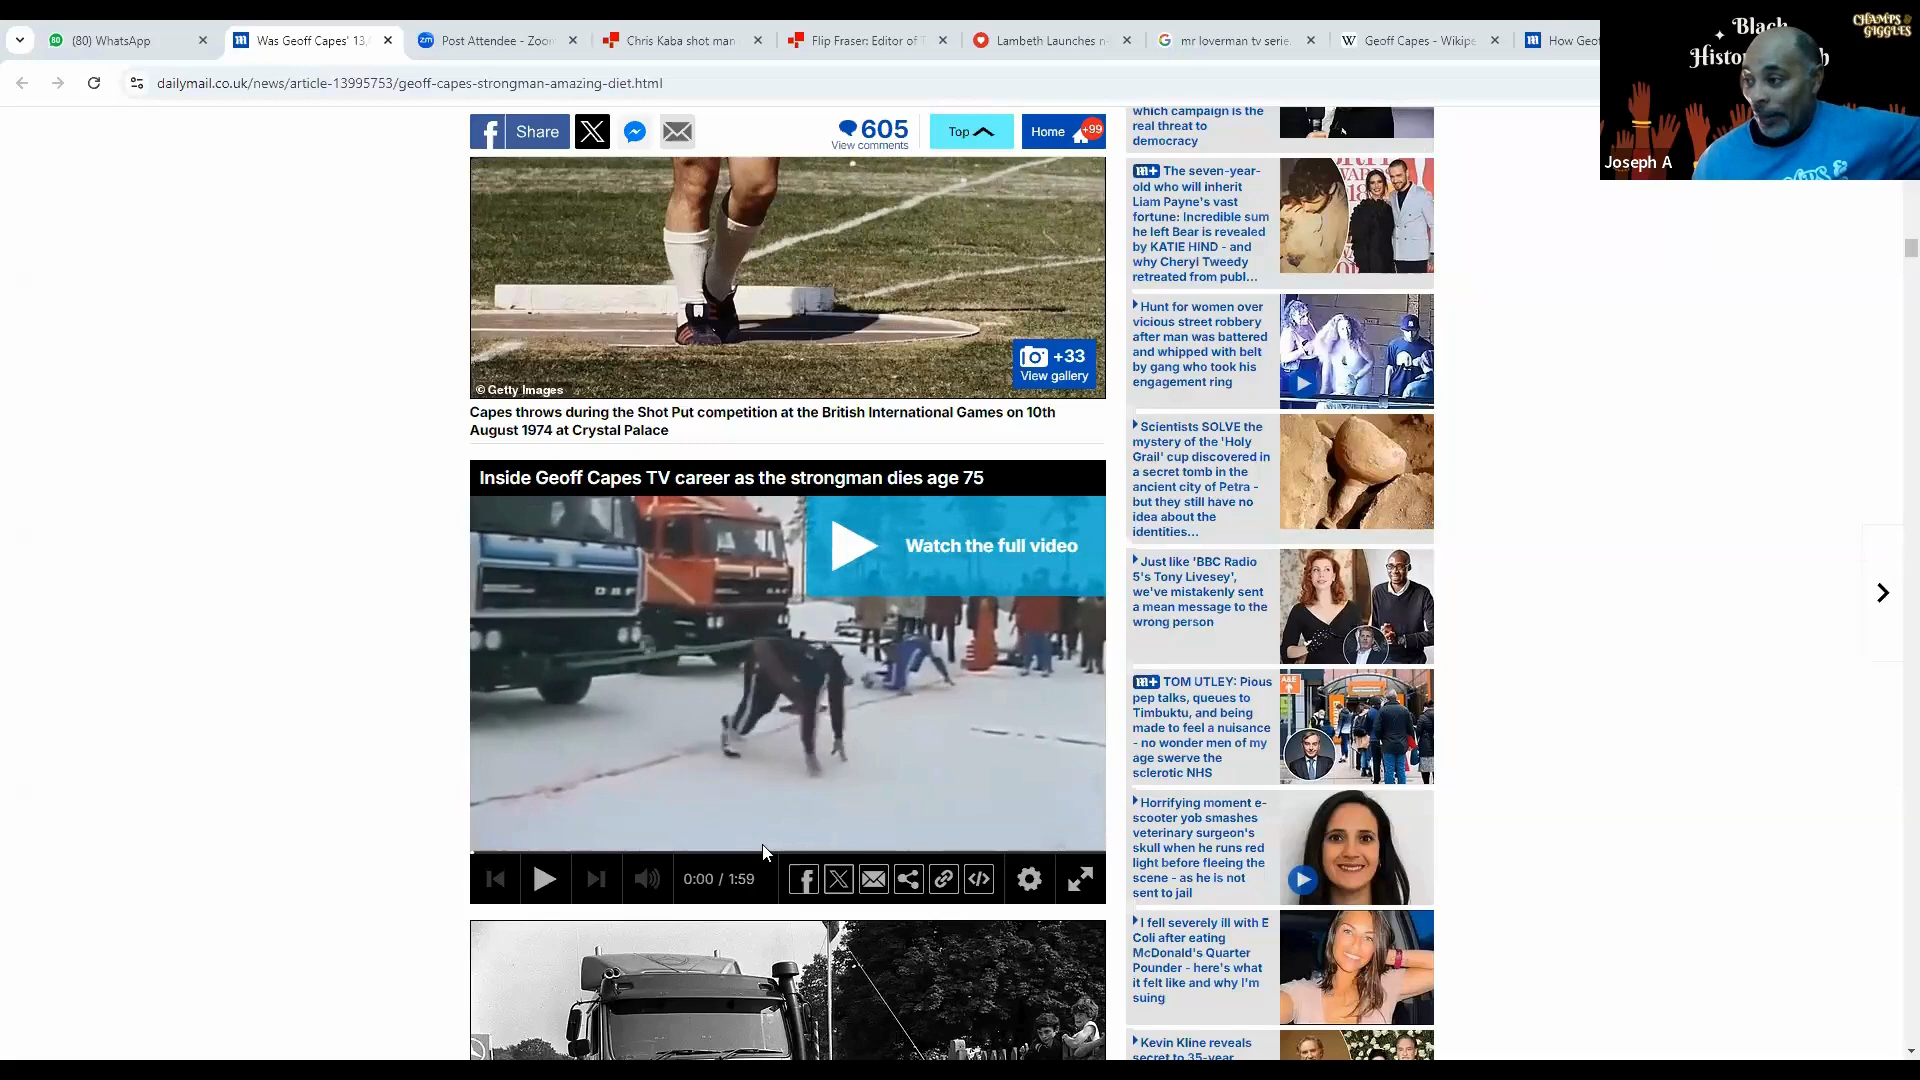 (80) WhatsApp
Was Geoff Capes' 13,
Post Attendee - Zoom
Chris Kaba shot man
Flip Fraser: Editor of T
Lambeth Launches n
mr loverman tv serie
Geoff Capes - Wikipe
How Geo
dailymail.co.uk/news/article-13995753/geoff-capes-strongman-amazing-diet.html
Black
CHAMPS &
GIGGLES
Joseph A
Share
605
View comments
Top
Home
+99
+33
View gallery
© Getty Images
Capes throws during the Shot Put competition at the British International Games on 10th
August 1974 at Crystal Palace
Inside Geoff Capes TV career as the strongman dies age 75
Watch the full video
DAF
0:00 / 1:59
which campaign is the
real threat to
democracy
m+ The seven-year-
old who will inherit
Liam Payne's vast
fortune: Incredible sum
he left Bear is revealed
by KATIE HIND - and
why Cheryl Tweedy
retreated from publ...
Hunt for women over
vicious street robbery
after man was battered
and whipped with belt
by gang who took his
engagement ring
Scientists SOLVE the
mystery of the 'Holy
Grail' cup discovered in
a secret tomb in the
ancient city of Petra -
but they still have no
idea about the
identities...
Just like 'BBC Radio
5's Tony Livesey',
we've mistakenly sent
a mean message to the
wrong person
m+ TOM UTLEY: Pious
pep talks, queues to
Timbuktu, and being
made to feel a nuisance
- no wonder men of my
age swerve the
sclerotic NHS
Horrifying moment e-
scooter yob smashes
veterinary surgeon's
skull when he runs red
light before fleeing the
scene - as he is not
sent to jail
I fell severely ill with E
Coli after eating
McDonald's Quarter
Pounder - here's what
it felt like and why I'm
suing
Kevin Kline reveals
secret to 35-year